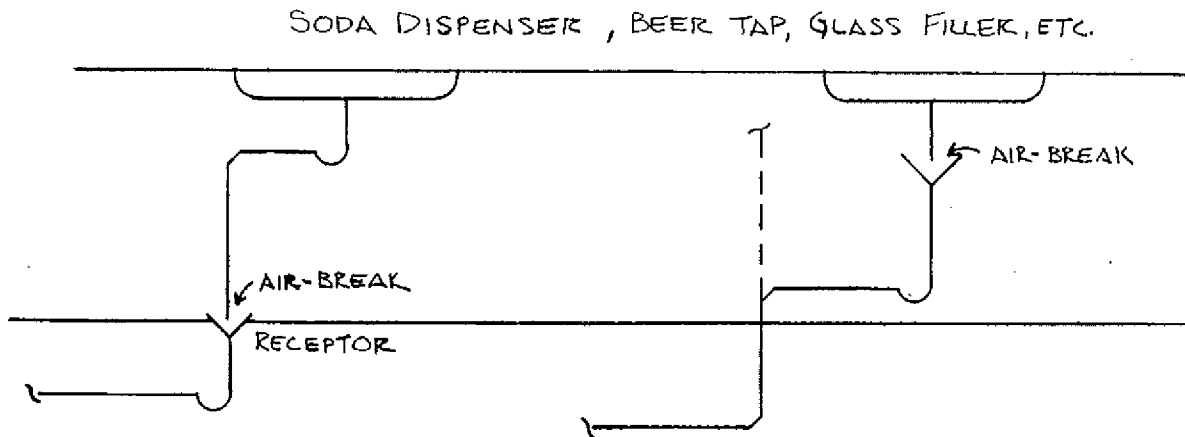 SODA DISPENSER, BEER TAP, GLASS FILLER, ETC.
AIR-BREAK
AIR-BREAK
RECEPTOR